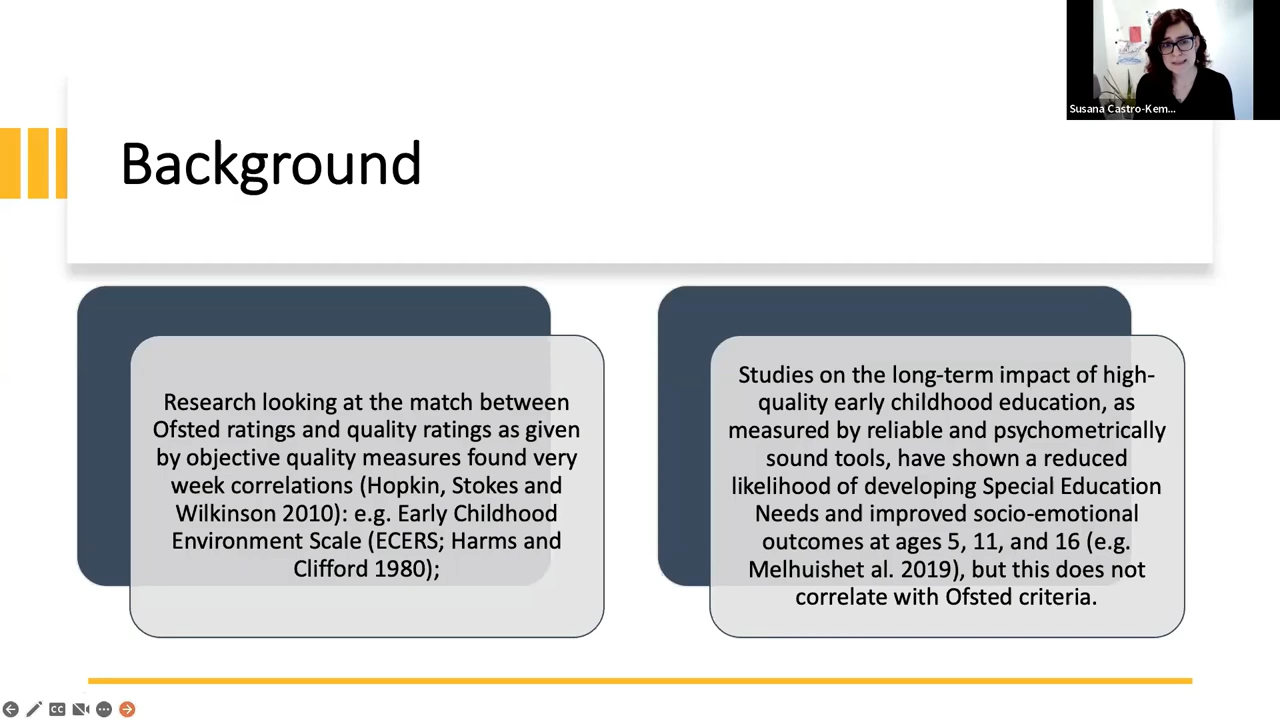 Susana Castro-Kem...
Background
Research looking at the match between
Ofsted ratings and quality ratings as given
by objective quality measures found very
week correlations (Hopkin, Stokes and
Wilkinson 2010): e.g. Early Childhood
Environment Scale (ECERS; Harms and
Clifford 1980);
Studies on the long-term impact of high-
quality early childhood education, as
measured by reliable and psychometrically
sound tools, have shown a reduced
likelihood of developing Special Education
Needs and improved socio-emotional
outcomes at ages 5, 11, and 16 (e.g.
Melhuishet al. 2019), but this does not
correlate with Ofsted criteria.
CC